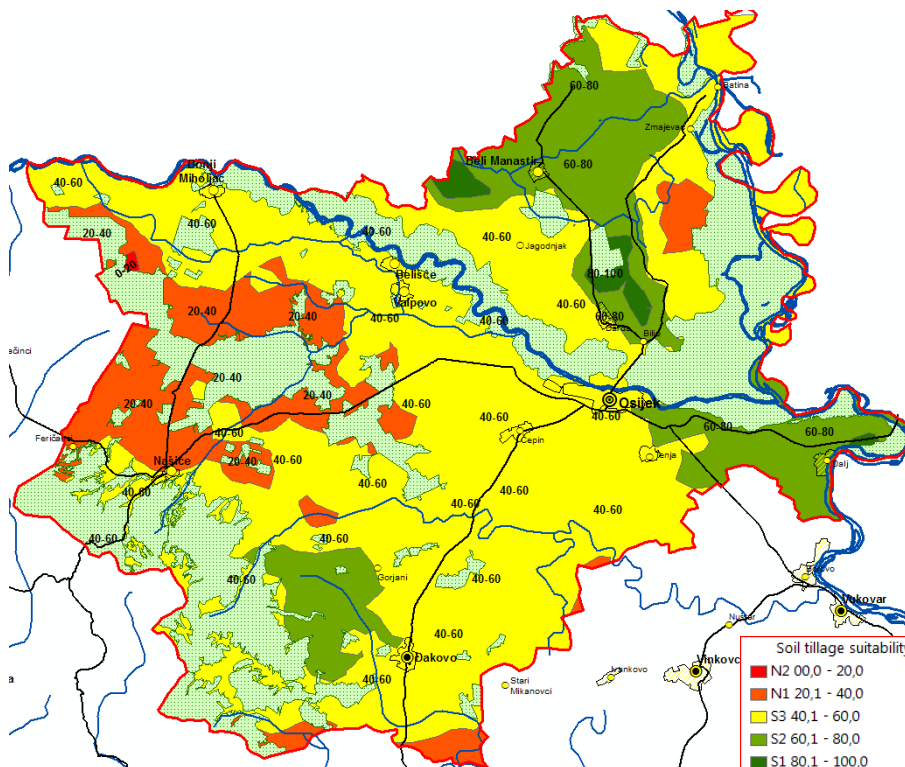 Batina
60-80
Zmajevac
Donji
Miholjac
Beli Manastir
60-80
40-60
40-60
20-40
40-60
40-60
Jagodnjak
0-20
Belišće
80-100
Valpovo
20-40
20-40
40-60
40-60
40-60
60-80
Darda
Bilje
20-40
20-40
20-40
40-60
Osijek
40-60
Feričanci
40-60
40-60
Čepin
60-80
60-80
Našice
20-40
40-60
Tenja
Dalj
40-60
40-60
40-60
40-60
40-60
40-60
40-60
40-60
Gorjani
40-60
40-60
Vukovar
Nuštar
40-60
Đakovo
Ivankovo
Vinkovci
40-60
Stari
Mikanovci
Soil tillage suitability
N2 00,0 - 20,0
N1 20,1 - 40,0
S3 40,1 - 60,0
S2 60,1 - 80,0
S1 80,1 - 100,0